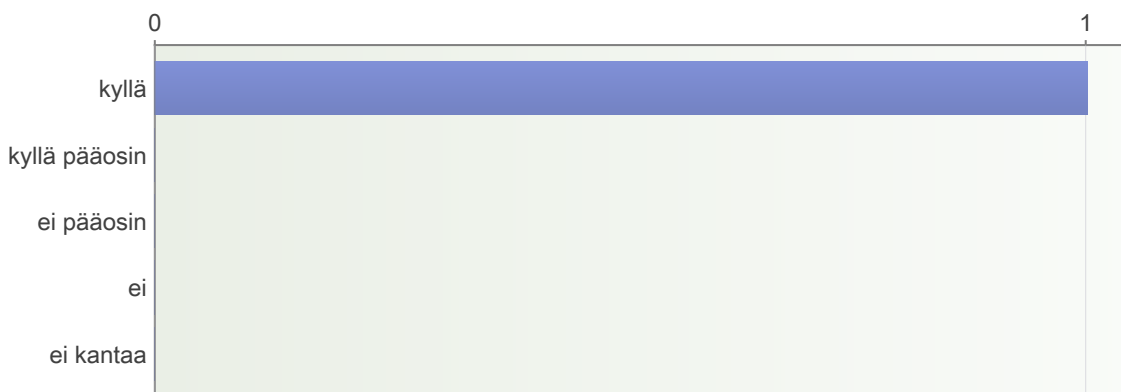 0 1
kyllä
kyllä pääosin
ei pääosin
ei
ei kantaa